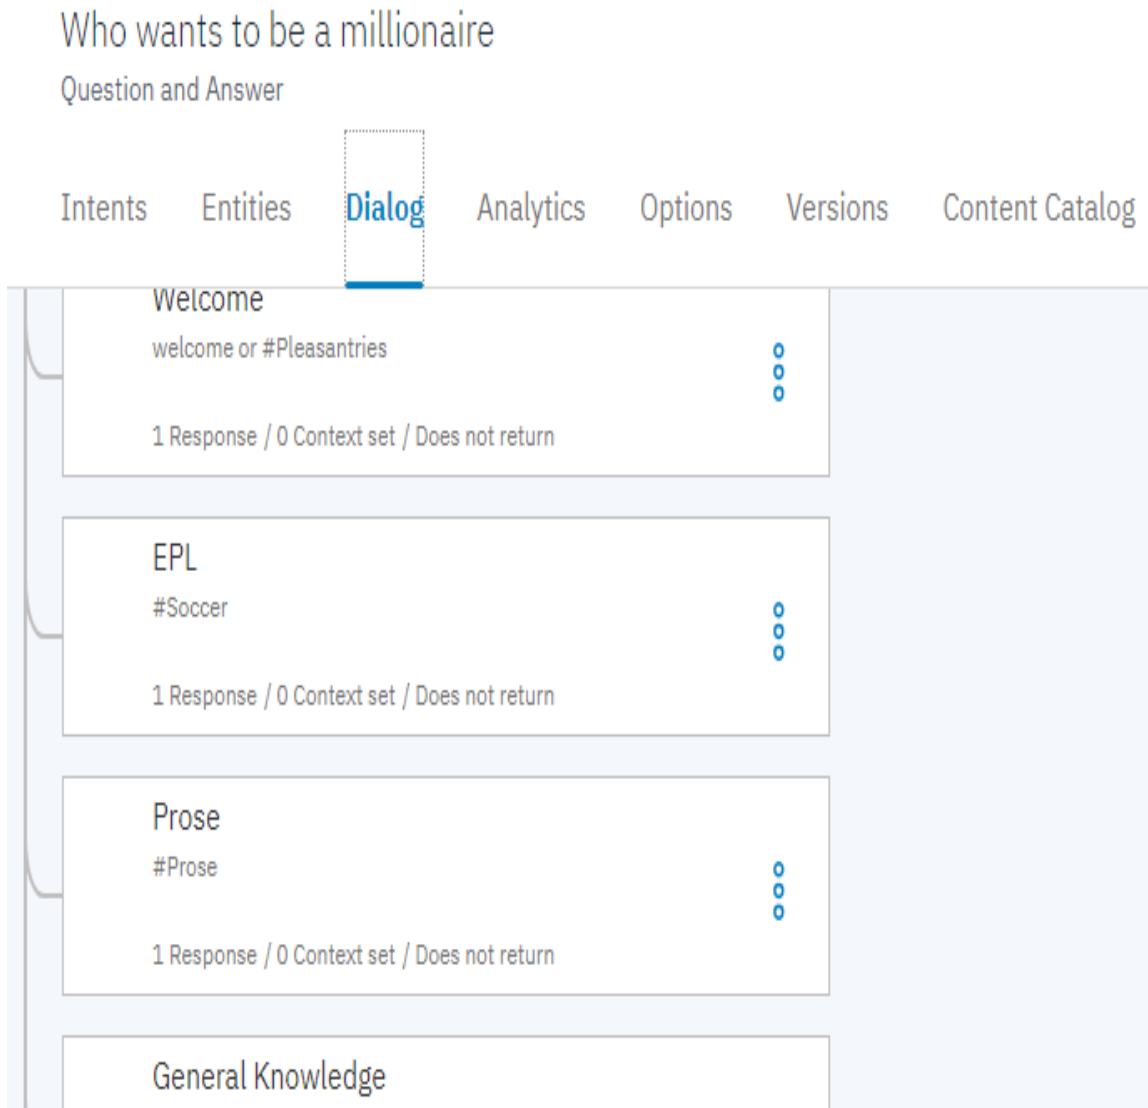 Who wants to be a millionaire
Question and Answer
Intents Entities Dialog Analytics Options Versions Content Catalog
Welcome
welcome or #Pleasantries
1 Response / 0 Context set / Does not return
EPL
#Soccer
1 Response / 0 Context set / Does not return
Prose
#Prose
1 Response / 0 Context set / Does not return
General Knowledge